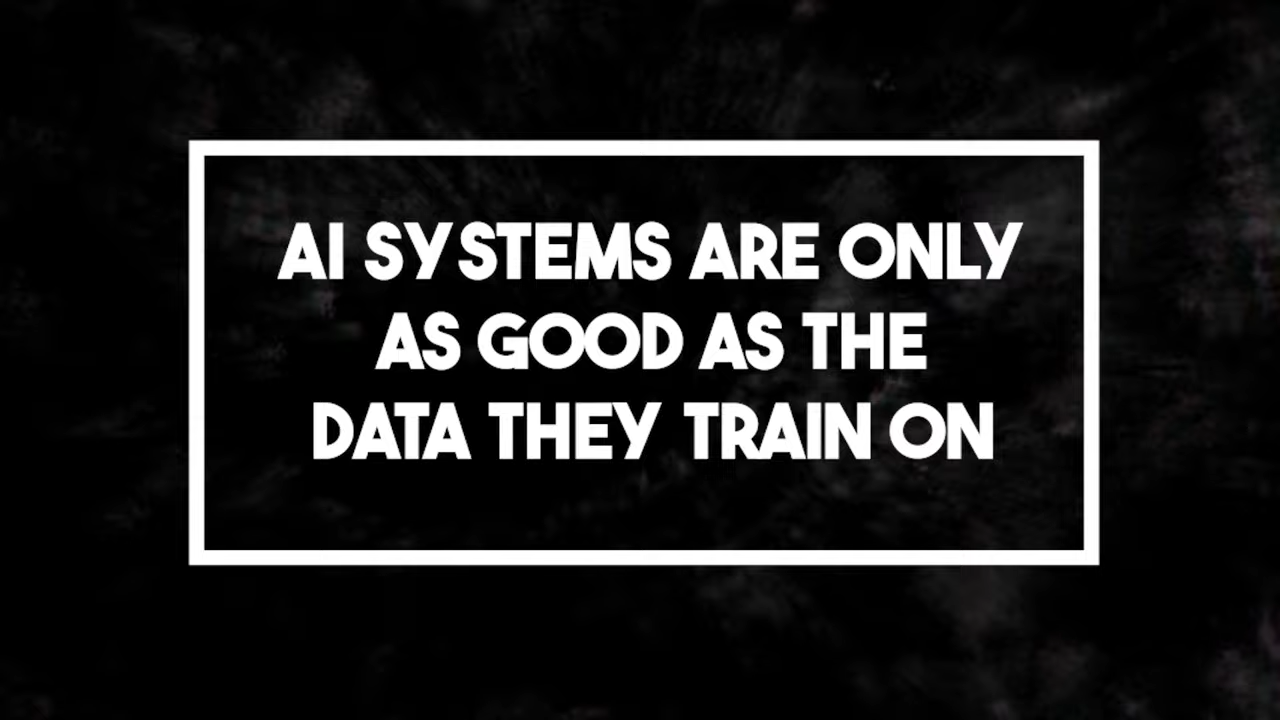 AI SYSTEMS ARE ONLY
AS GOOD AS THE
DATA THEY TRAIN ON